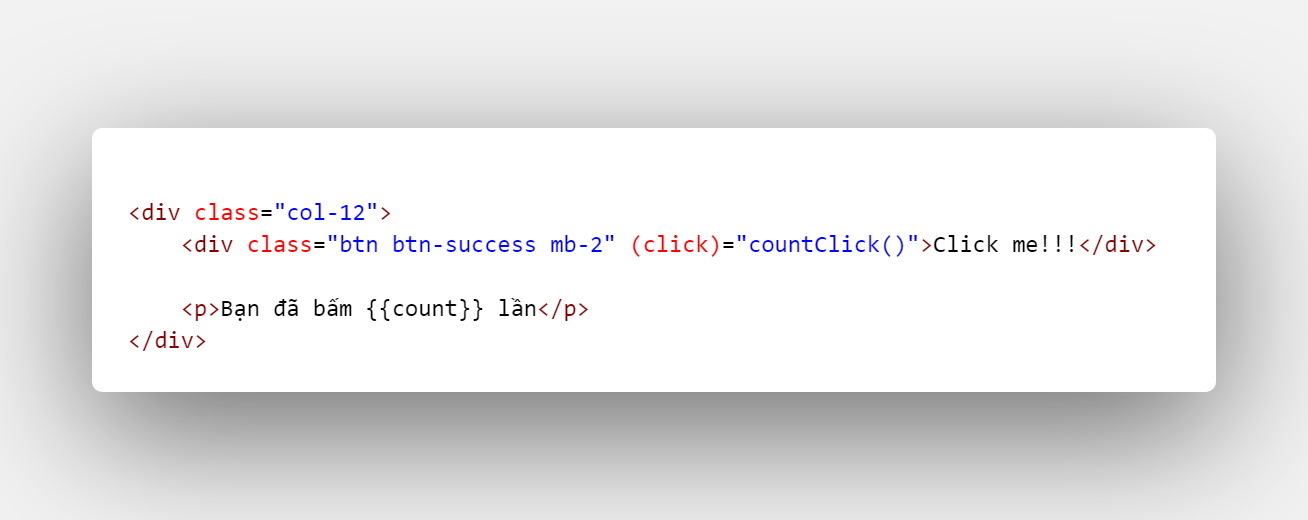 <div class="col-12">
    <div class="btn btn-success mb-2" (click)="countClick()">Click me!!!</div>
    <p>Bạn đã bấm {{count}} lần</p>
</div>